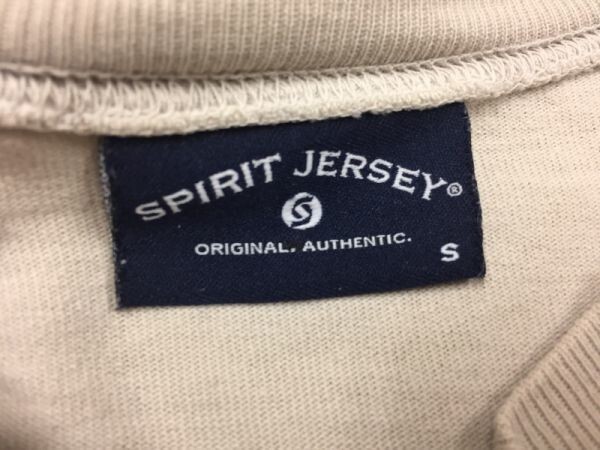 SPIRIT JERSEY®
ORIGINAL. AUTHENTIC.
S